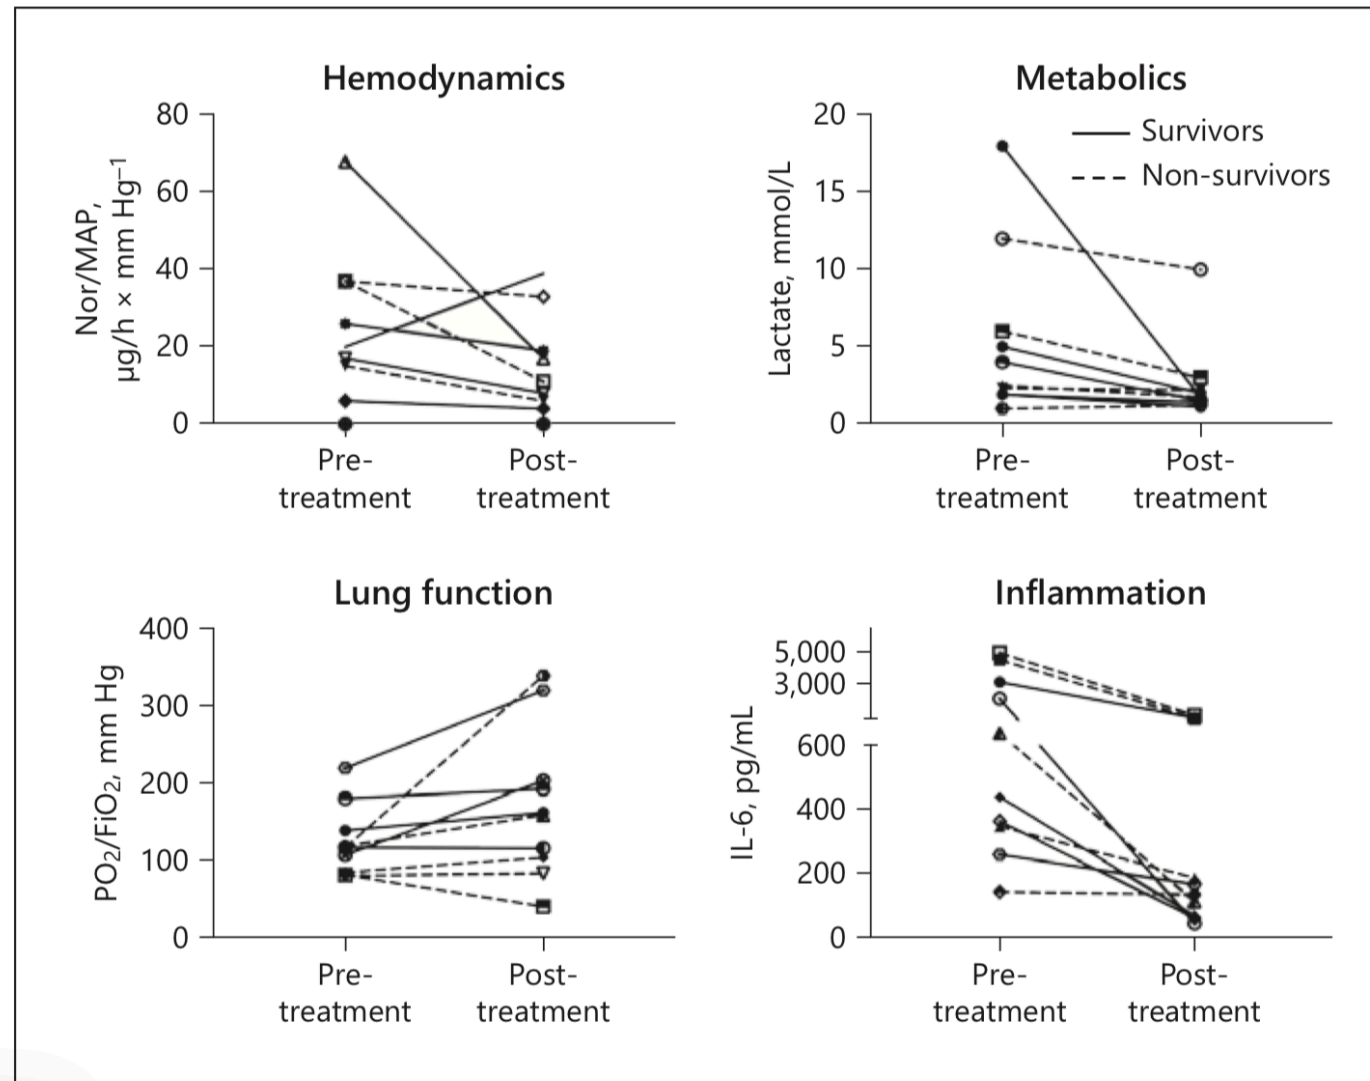 Hemodynamics
80
60
40
20
0
Nor/MAP,
μg/h × mm Hg⁻¹
Pre-
treatment
Post-
treatment
Metabolics
20
15
10
5
0
Lactate, mmol/L
Survivors
Non-survivors
Pre-
treatment
Post-
treatment
Lung function
400
300
200
100
0
PO₂/FiO₂, mm Hg
Pre-
treatment
Post-
treatment
Inflammation
5,000
3,000
600
400
200
0
IL-6, pg/mL
Pre-
treatment
Post-
treatment